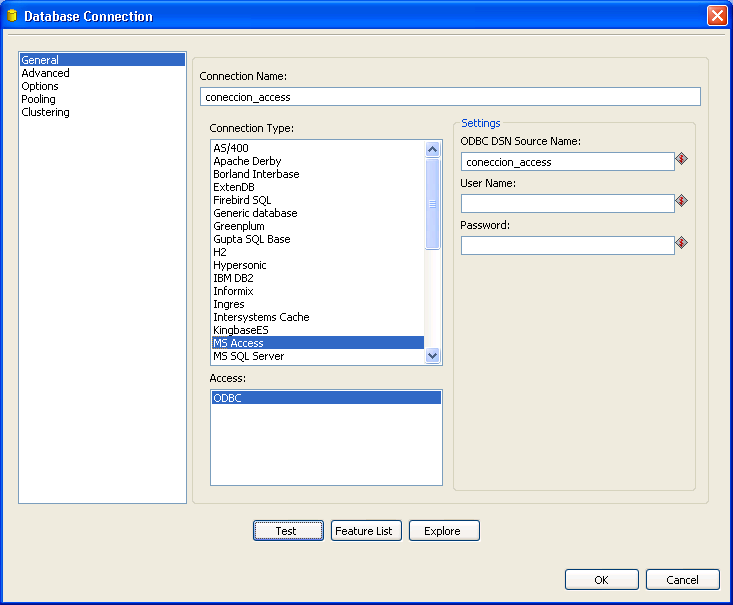 Database Connection
General
Advanced
Options
Pooling
Clustering
Connection Name:
coneccion_access
Connection Type:
AS/400
Apache Derby
Borland Interbase
ExtenDB
Firebird SQL
Generic database
Greenplum
Gupta SQL Base
H2
Hypersonic
IBM DB2
Informix
Ingres
Intersystems Cache
KingbaseES
MS Access
MS SQL Server
Access:
ODBC
Settings
ODBC DSN Source Name:
coneccion_access
User Name:
Password:
Test
Feature List
Explore
OK
Cancel